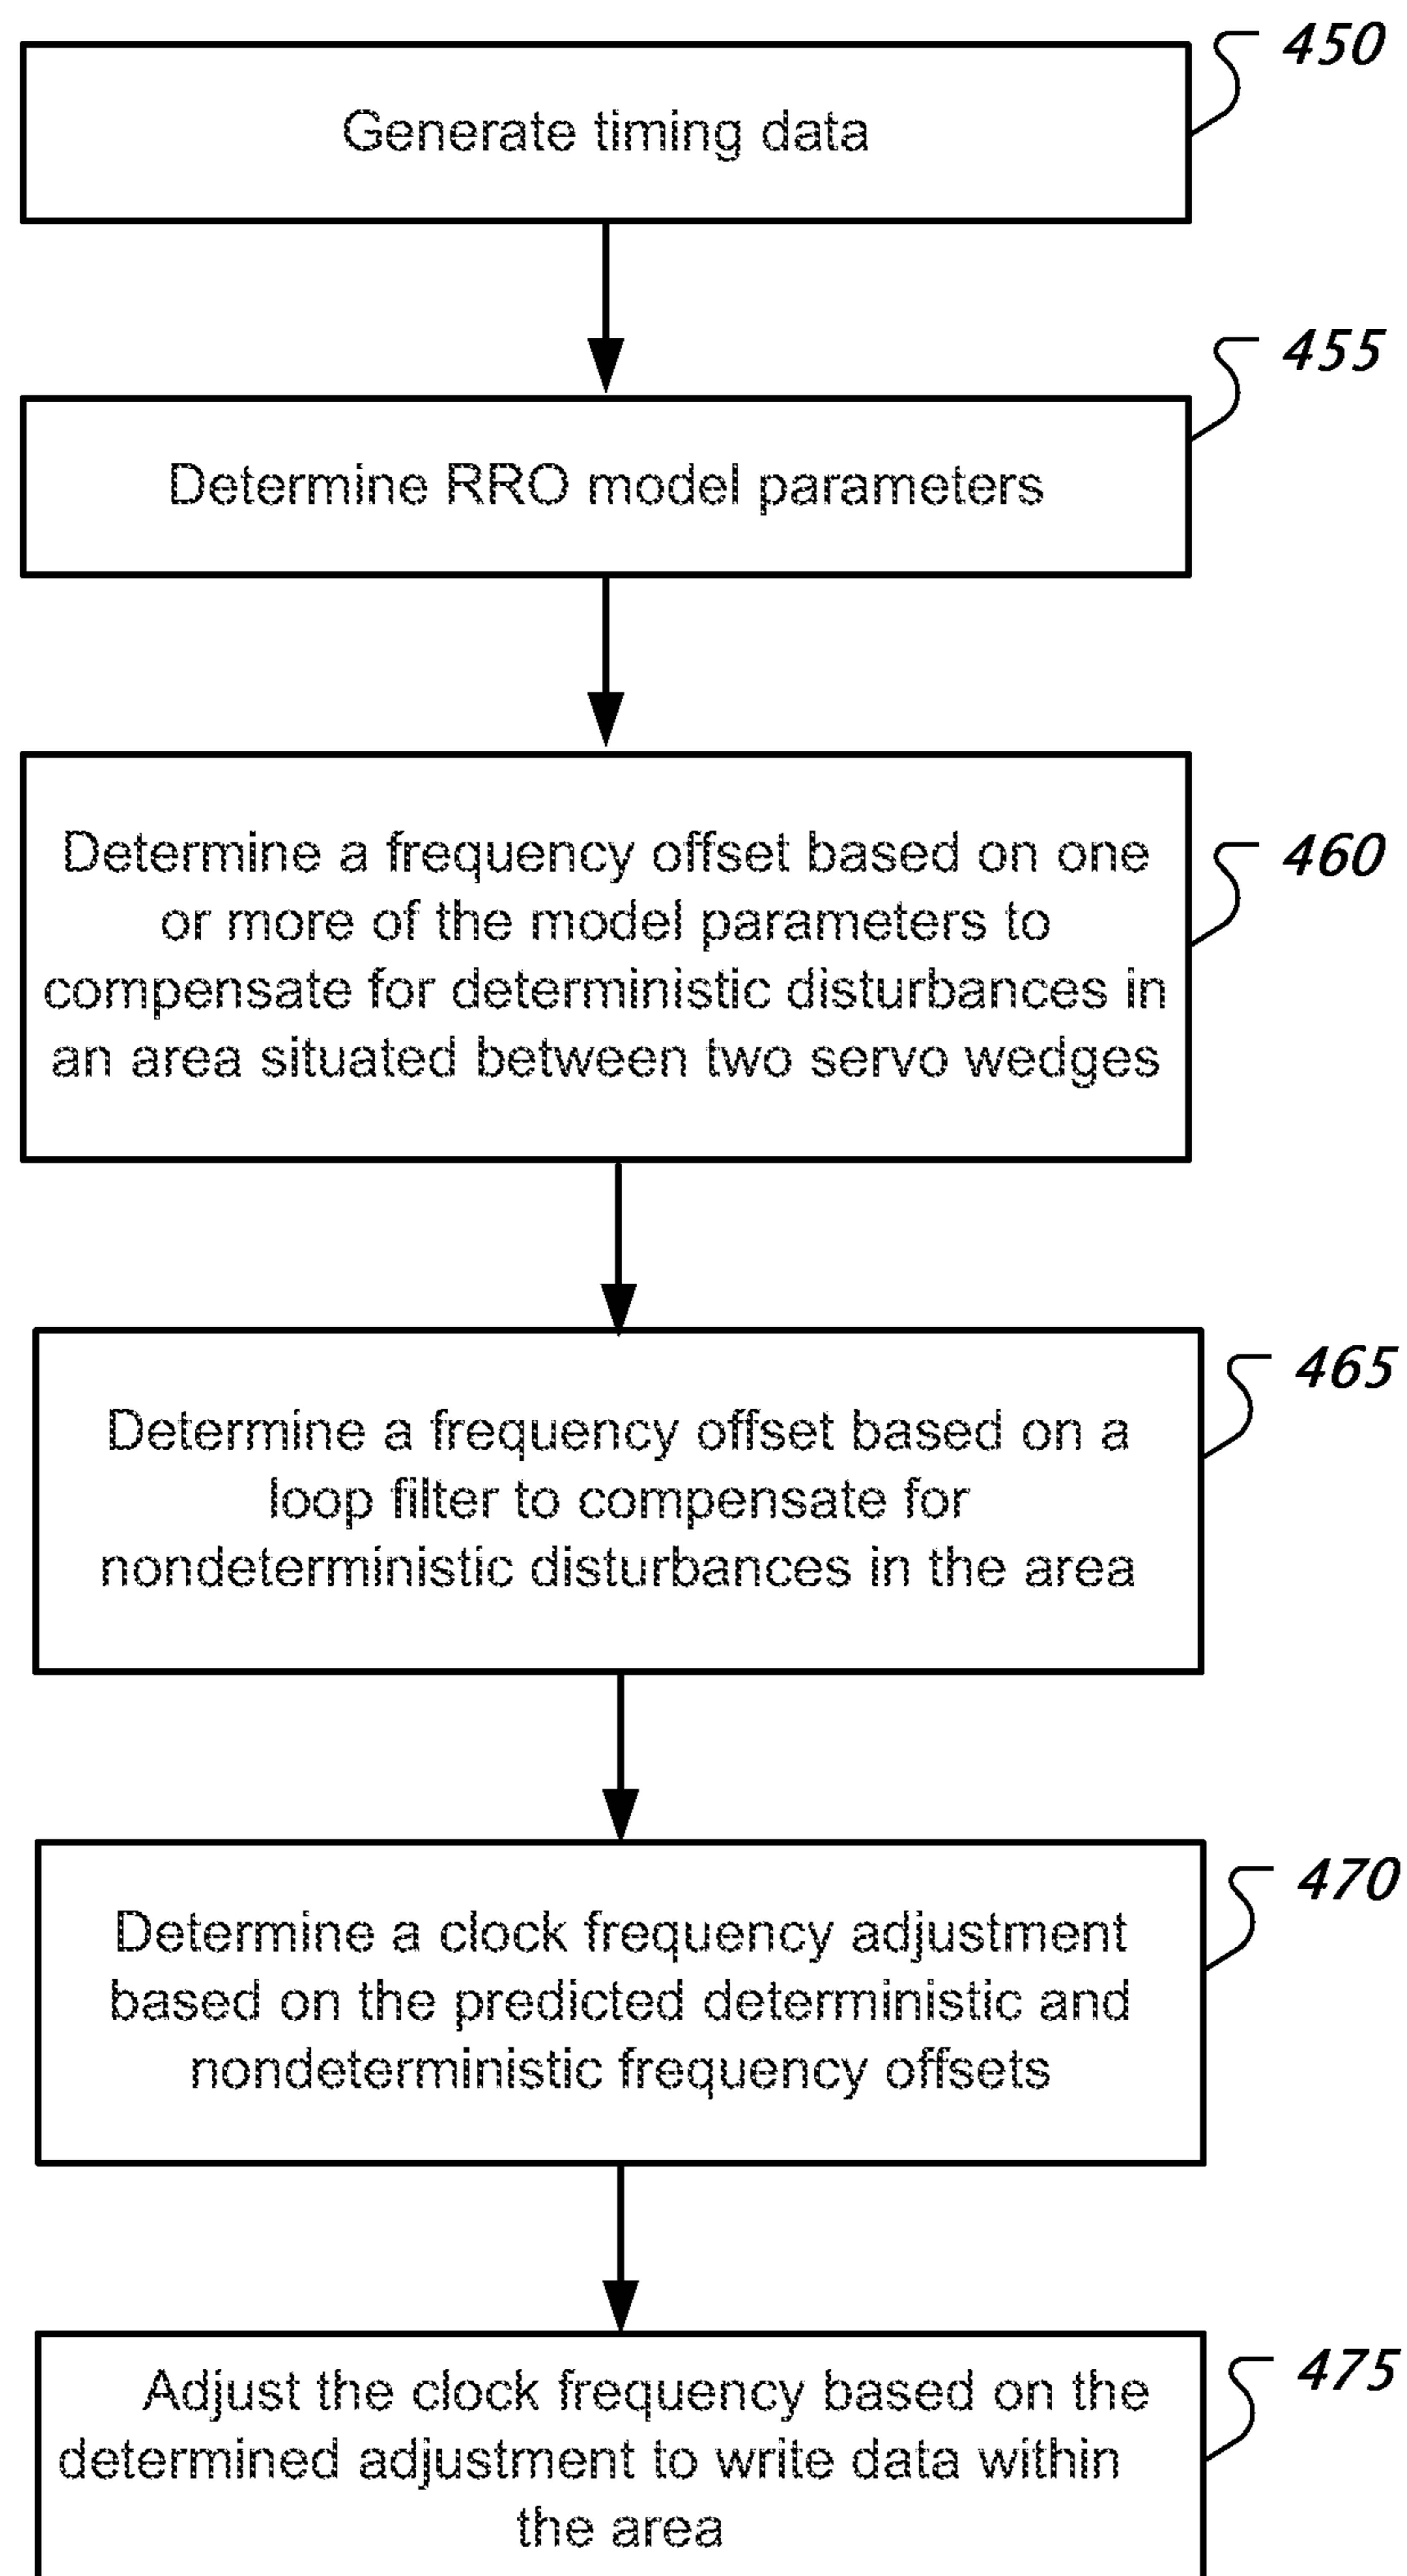 450
Generate timing data
455
Determine RRO model parameters
460
Determine a frequency offset based on one
or more of the model parameters to
compensate for deterministic disturbances in
an area situated between two servo wedges
465
Determine a frequency offset based on a
loop filter to compensate for
nondeterministic disturbances in the area
470
Determine a clock frequency adjustment
based on the predicted deterministic and
nondeterministic frequency offsets
475
Adjust the clock frequency based on the
determined adjustment to write data within
the area